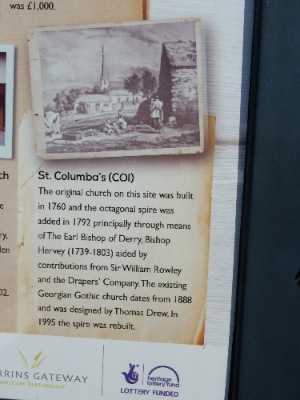 was £1,000.
St. Columba's (COI)
The original church on this site was built
in 1760 and the octagonal spire was
added in 1792 principally through means
of The Earl Bishop of Derry, Bishop
Hervey (1739-1803) aided by
contributions from Sir William Rowley
and the Drapers' Company. The existing
Georgian Gothic church dates from 1888
and was designed by Thomas Drew. In
1995 the spire was rebuilt.
RRINS GATEWAY
NDSCAPE PARTNERSHIP
heritage
lottery fund
LOTTERY FUNDED